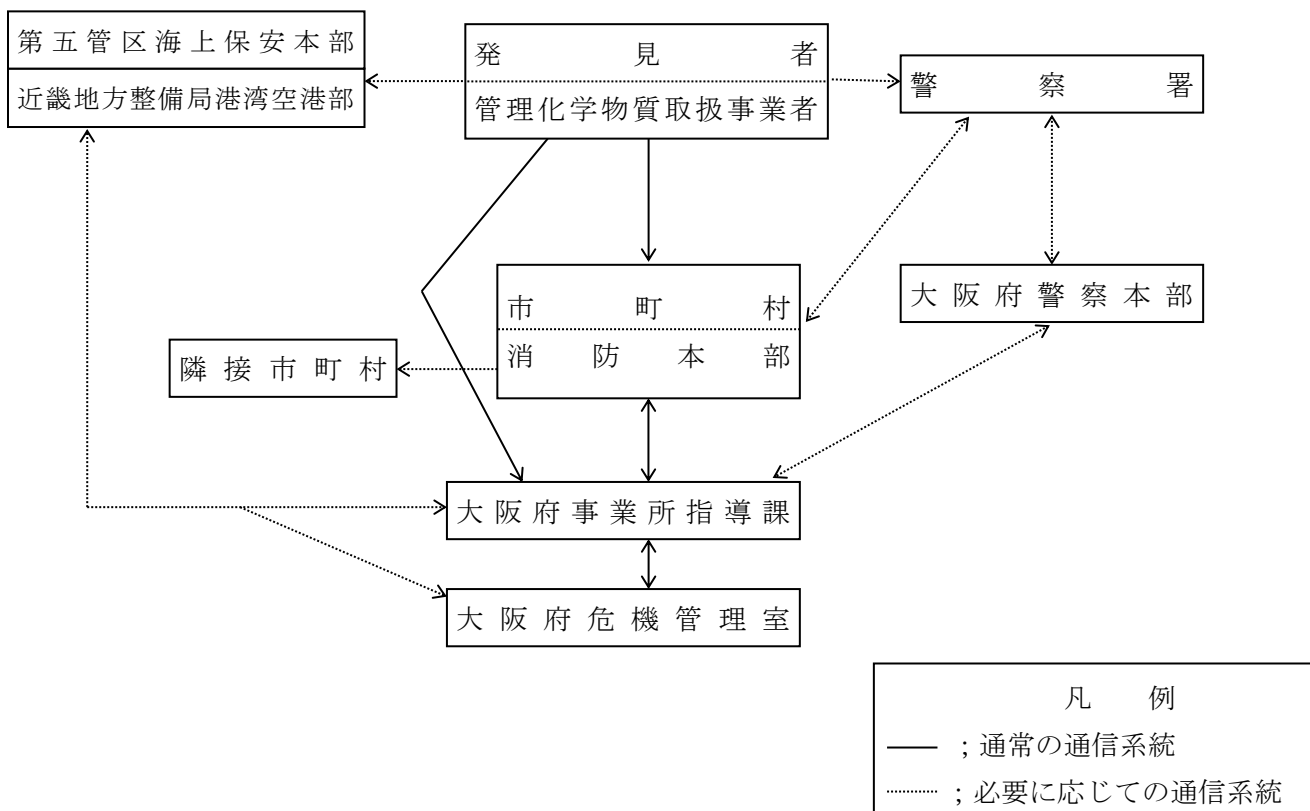 第五管区海上保安本部
近畿地方整備局港湾空港部
発見者
管理化学物質取扱事業者
警察署
市町村
消防本部
大阪府警察本部
隣接市町村
大阪府事業所指導課
大阪府危機管理室
凡例
；通常の通信系統
；必要に応じての通信系統